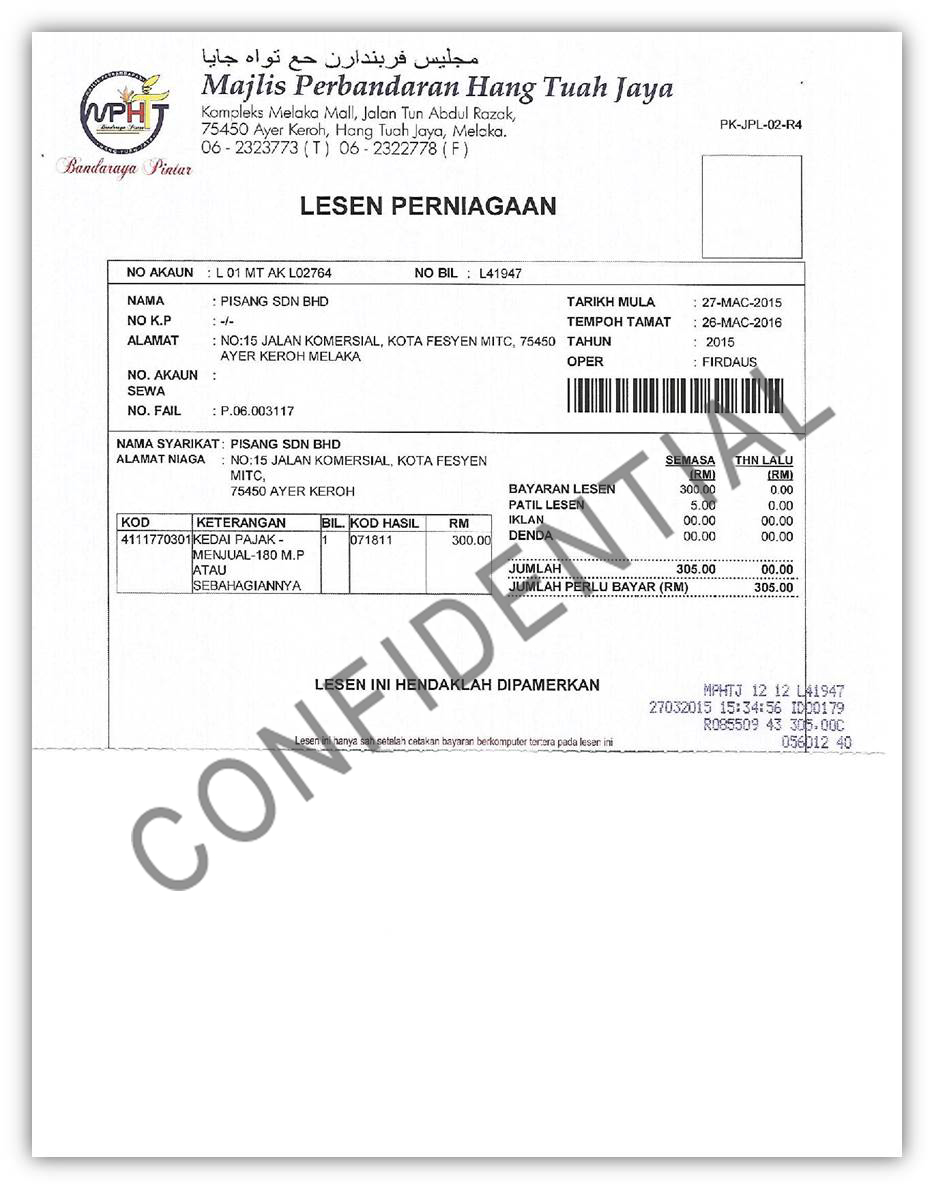 مجليس ڤربندارن حڠ تواه جايا
Majlis Perbandaran Hang Tuah Jaya
Kompleks Melaka Mall, Jalan Tun Abdul Razak,
75450 Ayer Keroh, Hang Tuah Jaya, Melaka.
06 - 2323773 ( T ) 06 - 2322778 ( F )
MPHTJ
Bandaraya Pintar
PK-JPL-02-R4
LESEN PERNIAGAAN
NO AKAUN : L 01 MT AK L02764 NO BIL : L41947
NAMA : PISANG SDN BHD TARIKH MULA : 27-MAC-2015
NO K.P : -/- TEMPOH TAMAT : 26-MAC-2016
ALAMAT : NO:15 JALAN KOMERSIAL, KOTA FESYEN MITC, 75450 TAHUN : 2015
AYER KEROH MELAKA OPER : FIRDAUS
NO. AKAUN :
SEWA
NO. FAIL : P.06.003117
NAMA SYARIKAT : PISANG SDN BHD
ALAMAT NIAGA : NO:15 JALAN KOMERSIAL, KOTA FESYEN
MITC,
75450 AYER KEROH
SEMASA THN LALU
(RM) (RM)
BAYARAN LESEN 300.00 0.00
PATIL LESEN 5.00 0.00
IKLAN 00.00 00.00
DENDA 00.00 00.00
JUMLAH 305.00 00.00
JUMLAH PERLU BAYAR (RM) 305.00
KOD KETERANGAN BIL. KOD HASIL RM
4111770301 KEDAI PAJAK - 1 071811 300.00
MENJUAL-180 M.P
ATAU
SEBAHAGIANNYA
LESEN INI HENDAKLAH DIPAMERKAN
MPHTJ 12 12 L41947
27032015 15:34:56 ID00179
R085509 43 305.00C
056012 40
Lesen ini hanya sah setelah cetakan bayaran berkomputer tertera pada lesen ini
CONFIDENTIAL